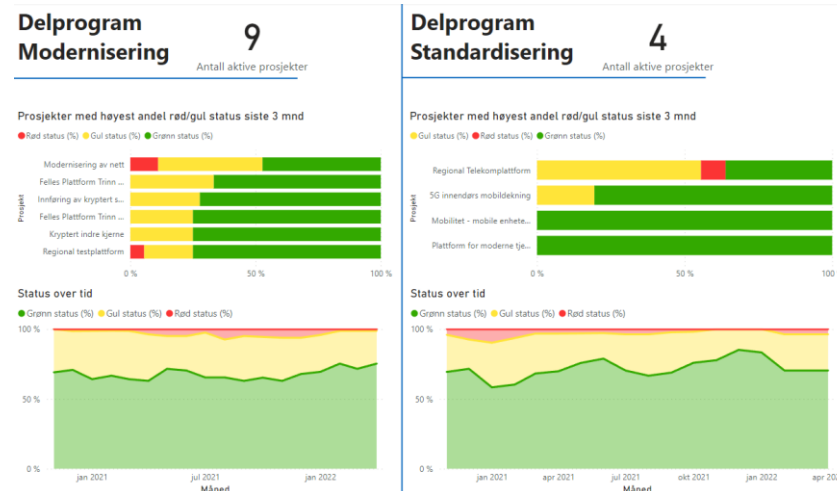 Delprogram
Modernisering
9
Antall aktive prosjekter
Prosjekter med høyest andel rød/gul status siste 3 mnd
Rød status (%) Gul status (%) Grønn status (%)
Prosjekt
Modernisering av nett
Felles Plattform Trinn ...
Innføring av kryptert s...
Felles Plattform Trinn ...
Kryptert indre kjerne
Regional testplattform
0 % 50 % 100 %
Status over tid
Grønn status (%) Gul status (%) Rød status (%)
100 %
50 %
0 %
jan 2021 jul 2021 jan 2022
Måned
Delprogram
Standardisering
4
Antall aktive prosjekter
Prosjekter med høyest andel rød/gul status siste 3 mnd
Gul status (%) Rød status (%) Grønn status (%)
Prosjekt
Regional Telekomplattform
5G innendørs mobildekning
Mobilitet - mobile enhete...
Plattform for moderne tje...
0 % 50 % 100
Status over tid
Grønn status (%) Gul status (%) Rød status (%)
100 %
50 %
0 %
jan 2021 apr 2021 jul 2021 okt 2021 jan 2022 apr 202
Måned